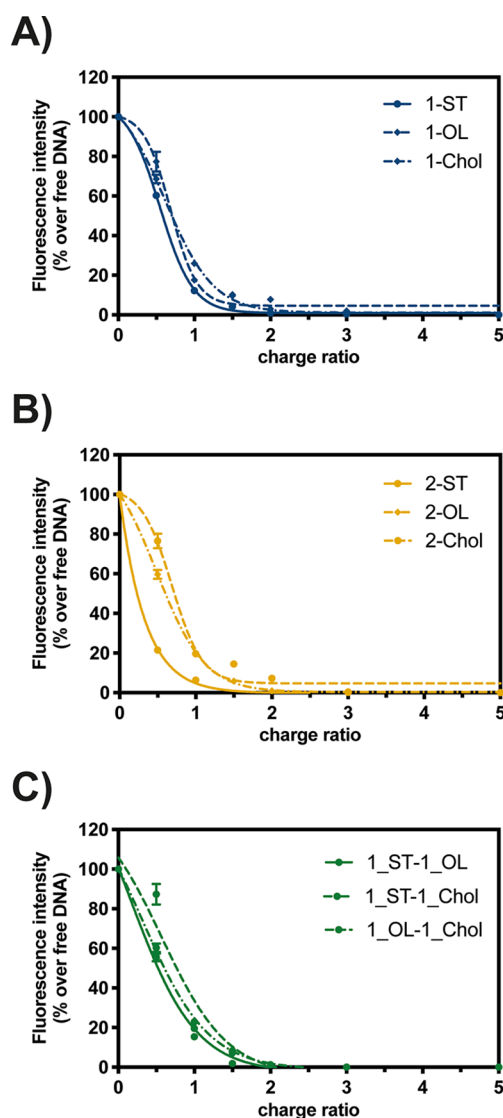 A)
Fluorescence intensity
(% over free DNA)
120
100
80
60
40
20
0
0 1 2 3 4 5
charge ratio
1-ST
1-OL
1-Chol
B)
Fluorescence intensity
(% over free DNA)
120
100
80
60
40
20
0
0 1 2 3 4 5
charge ratio
2-ST
2-OL
2-Chol
C)
Fluorescence intensity
(% over free DNA)
120
100
80
60
40
20
0
0 1 2 3 4 5
charge ratio
1_ST-1_OL
1_ST-1_Chol
1_OL-1_Chol